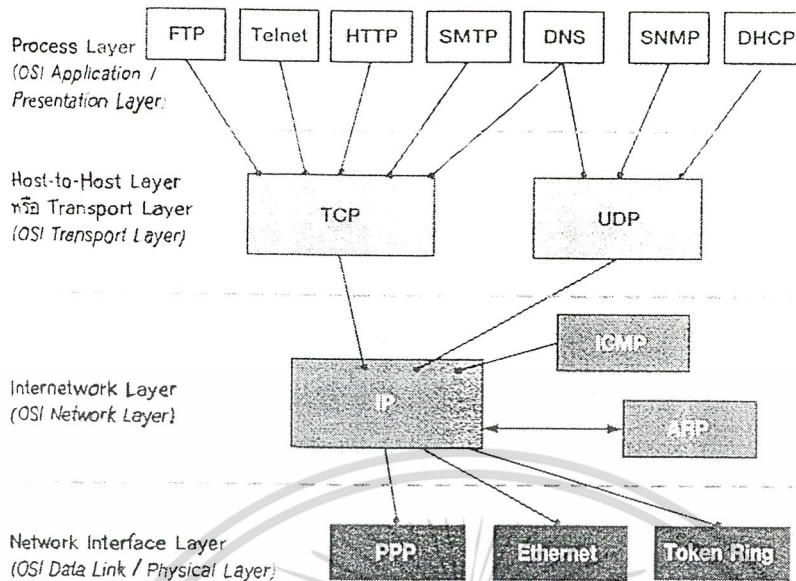 FTP Telnet HTTP SMTP DNS SNMP DHCP
Process Layer
(OSI Application /
Presentation Layer)
Host-to-Host Layer
หรือ Transport Layer
(OSI Transport Layer)
TCP
UDP
ICMP
Internetwork Layer
(OSI Network Layer)
IP
ARP
Network Interface Layer
(OSI Data Link / Physical Layer)
PPP
Ethernet
Token Ring